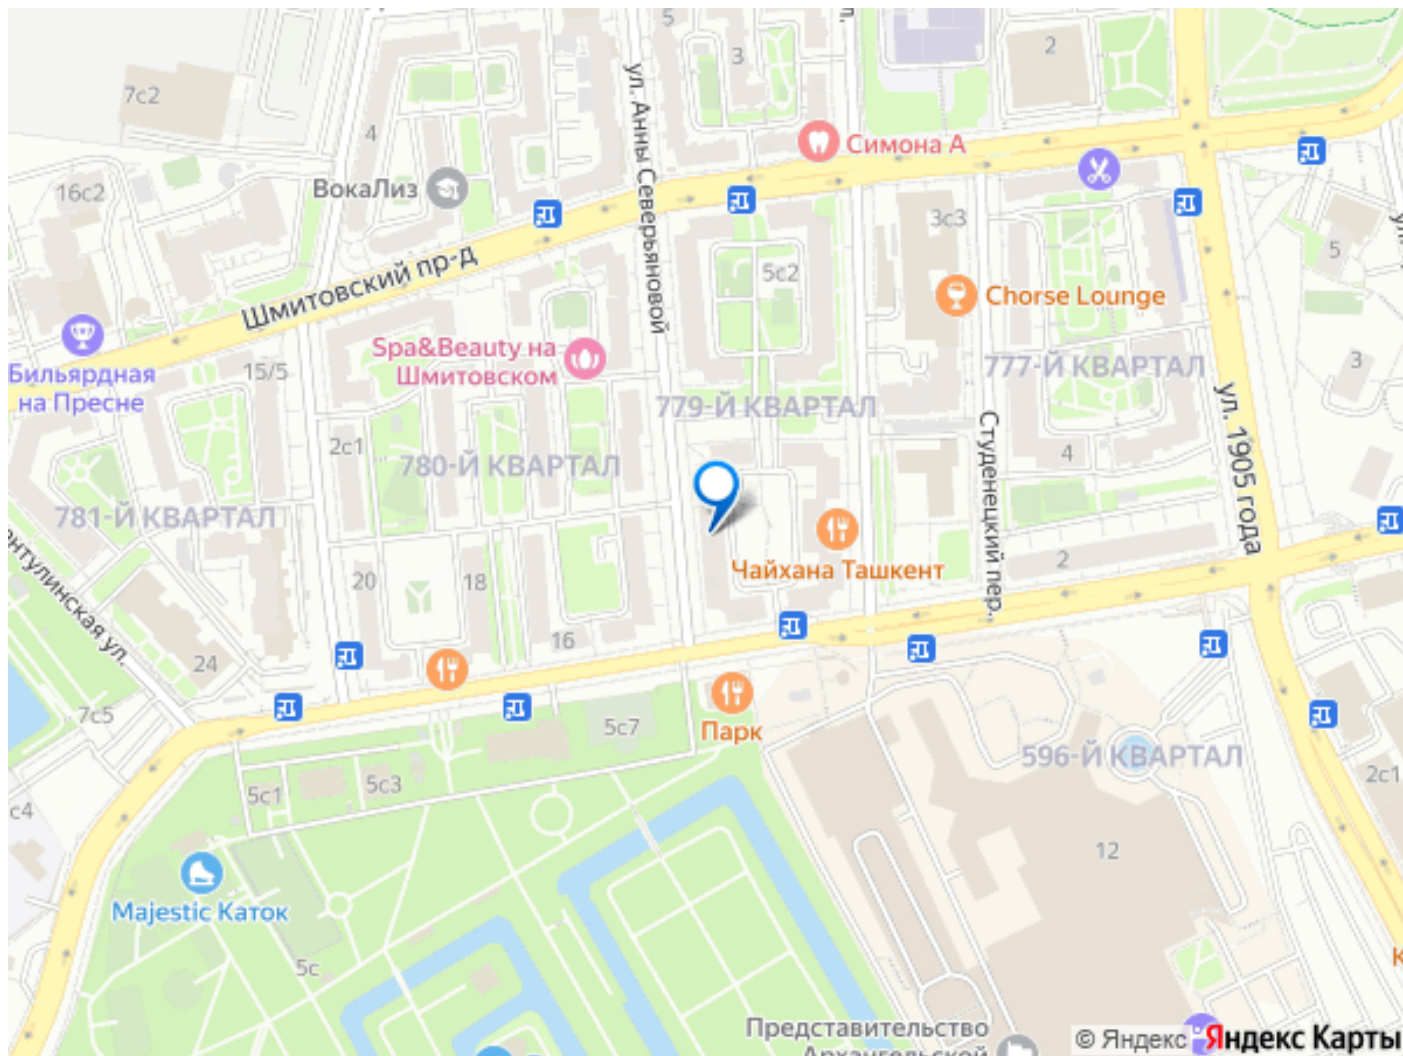 2
3
7с2
4
ул. Анны Северьяновой
Симона А
ВокаЛиз
16с2
3с3
5
Шмитовский пр-д
5с2
Chorse Lounge
Бильярдная
на Пресне
Spa&Beauty на
Шмитовском
15/5
777-Й КВАРТАЛ
3
779-Й КВАРТАЛ
ул. 1905 года
Студенецкий пер.
2с1
780-Й КВАРТАЛ
4
781-Й КВАРТАЛ
Чайхана Ташкент
2
20
18
16
24
7с5
5с7
Парк
596-Й КВАРТАЛ
5с3
5с1
2с1
с4
12
Majestic Каток
5с
Представительство
Архангельской
© Яндекс Яндекс Карты